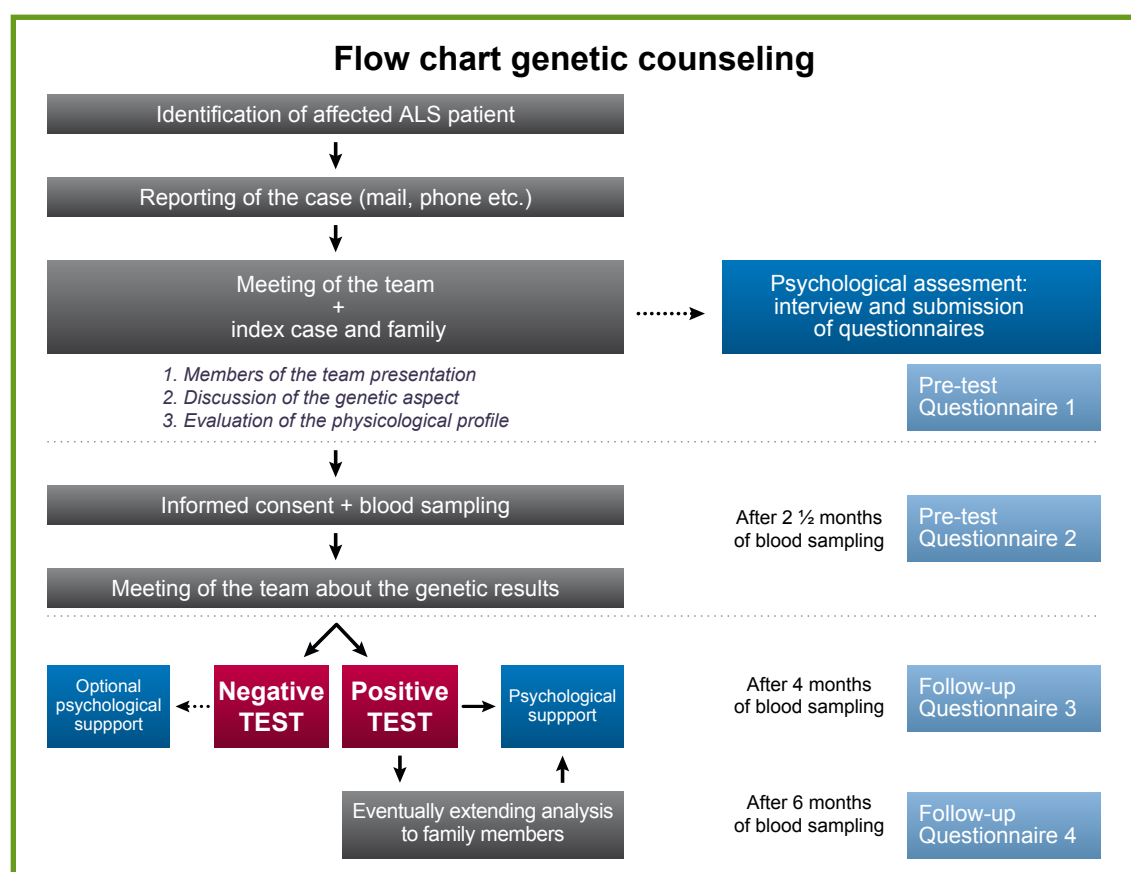 Flow chart genetic counseling
Identification of affected ALS patient
Reporting of the case (mail, phone etc.)
Meeting of the team
+
index case and family
Psychological assesment:
interview and submission
of questionnaires
1. Members of the team presentation
2. Discussion of the genetic aspect
3. Evaluation of the physicological profile
Pre-test
Questionnaire 1
Informed consent + blood sampling
After 2 ½ months
of blood sampling
Pre-test
Questionnaire 2
Meeting of the team about the genetic results
Optional
psychological
suppport
Negative
TEST
Positive
TEST
Psychological
suppport
After 4 months
of blood sampling
Follow-up
Questionnaire 3
Eventually extending analysis
to family members
After 6 months
of blood sampling
Follow-up
Questionnaire 4